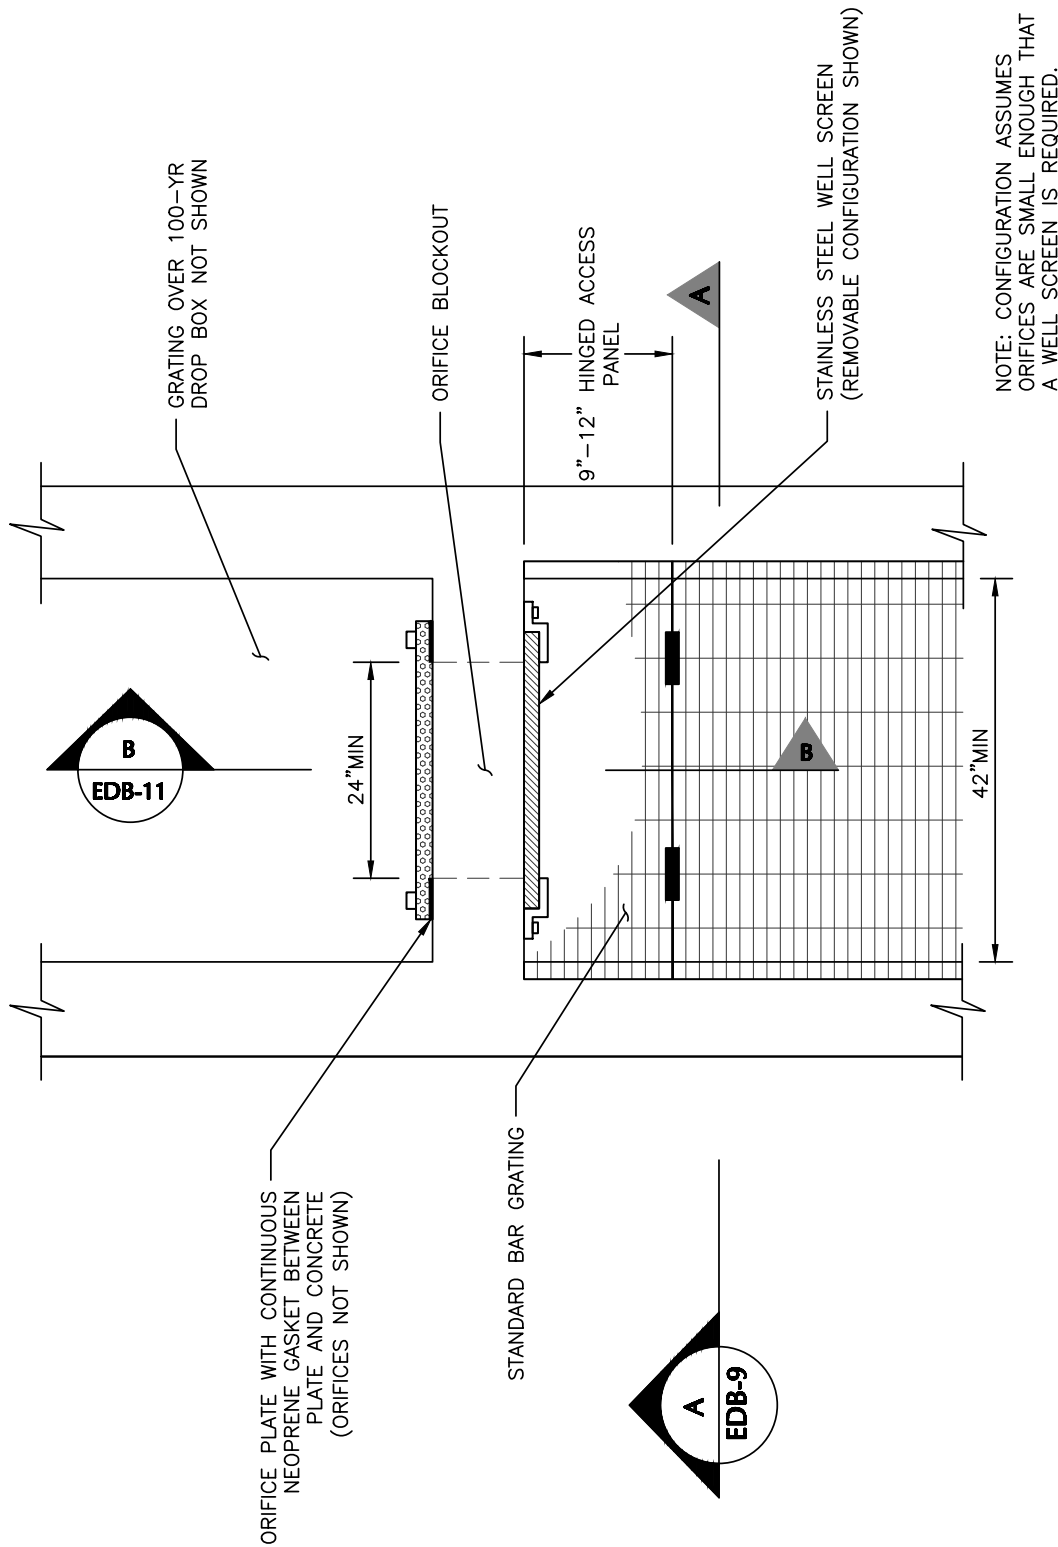 GRATING OVER 100-YR
DROP BOX NOT SHOWN
ORIFICE BLOCKOUT
9"-12" HINGED ACCESS
PANEL
A
STAINLESS STEEL WELL SCREEN
(REMOVABLE CONFIGURATION SHOWN)
NOTE: CONFIGURATION ASSUMES
ORIFICES ARE SMALL ENOUGH THAT
A WELL SCREEN IS REQUIRED.
B
EDB-11
24"MIN
B
42"MIN
ORIFICE PLATE WITH CONTINUOUS
NEOPRENE GASKET BETWEEN
PLATE AND CONCRETE
(ORIFICES NOT SHOWN)
STANDARD BAR GRATING
A
EDB-9